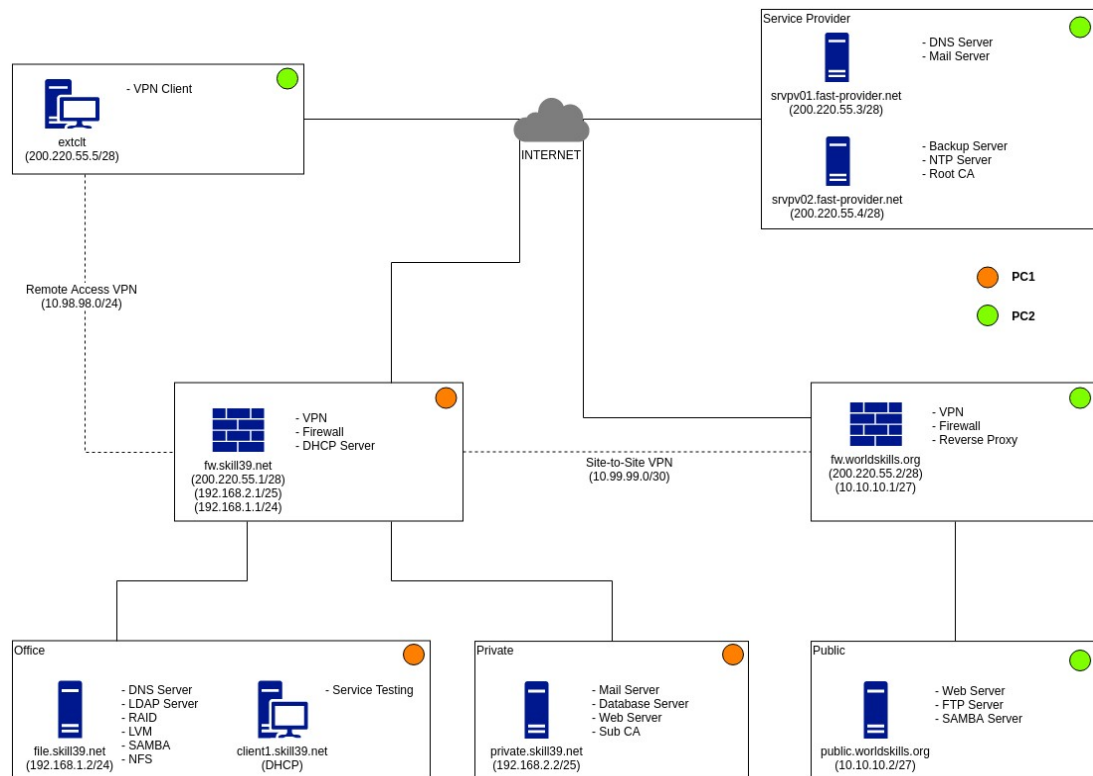 Service Provider
- DNS Server
- Mail Server
srvpv01.fast-provider.net
(200.220.55.3/28)
- Backup Server
- NTP Server
- Root CA
srvpv02.fast-provider.net
(200.220.55.4/28)
- VPN Client
extclt
(200.220.55.5/28)
INTERNET
PC1
PC2
Remote Access VPN
(10.98.98.0/24)
- VPN
- Firewall
- DHCP Server
fw.skill39.net
(200.220.55.1/28)
(192.168.2.1/25)
(192.168.1.1/24)
Site-to-Site VPN
(10.99.99.0/30)
- VPN
- Firewall
- Reverse Proxy
fw.worldskills.org
(200.220.55.2/28)
(10.10.10.1/27)
Office
- DNS Server
- LDAP Server
- RAID
- LVM
- SAMBA
- NFS
file.skill39.net
(192.168.1.2/24)
- Service Testing
client1.skill39.net
(DHCP)
Private
- Mail Server
- Database Server
- Web Server
- Sub CA
private.skill39.net
(192.168.2.2/25)
Public
- Web Server
- FTP Server
- SAMBA Server
public.worldskills.org
(10.10.10.2/27)